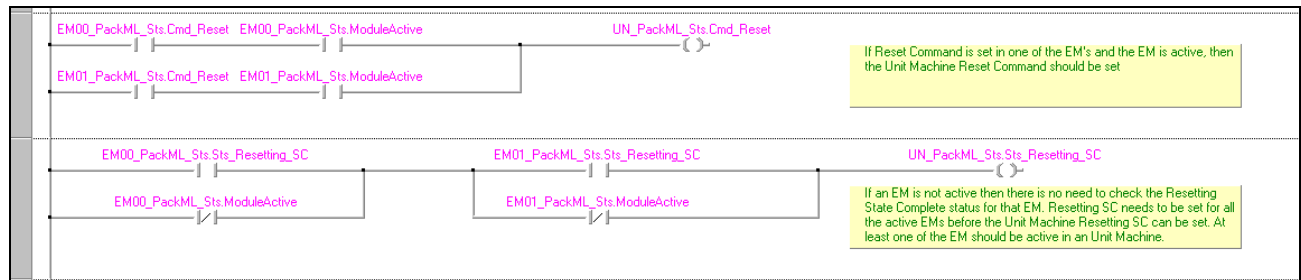 EM00_PackML_Sts.Cmd_Reset EM00_PackML_Sts.ModuleActive UN_PackML_Sts.Cmd_Reset
EM01_PackML_Sts.Cmd_Reset EM01_PackML_Sts.ModuleActive
If Reset Command is set in one of the EM's and the EM is active, then
the Unit Machine Reset Command should be set
EM00_PackML_Sts.Sts_Resetting_SC EM01_PackML_Sts.Sts_Resetting_SC UN_PackML_Sts.Sts_Resetting_SC
EM00_PackML_Sts.ModuleActive EM01_PackML_Sts.ModuleActive
If an EM is not active then there is no need to check the Resetting
State Complete status for that EM. Resetting SC needs to be set for all
the active EMs before the Unit Machine Resetting SC can be set. At
least one of the EM should be active in an Unit Machine.